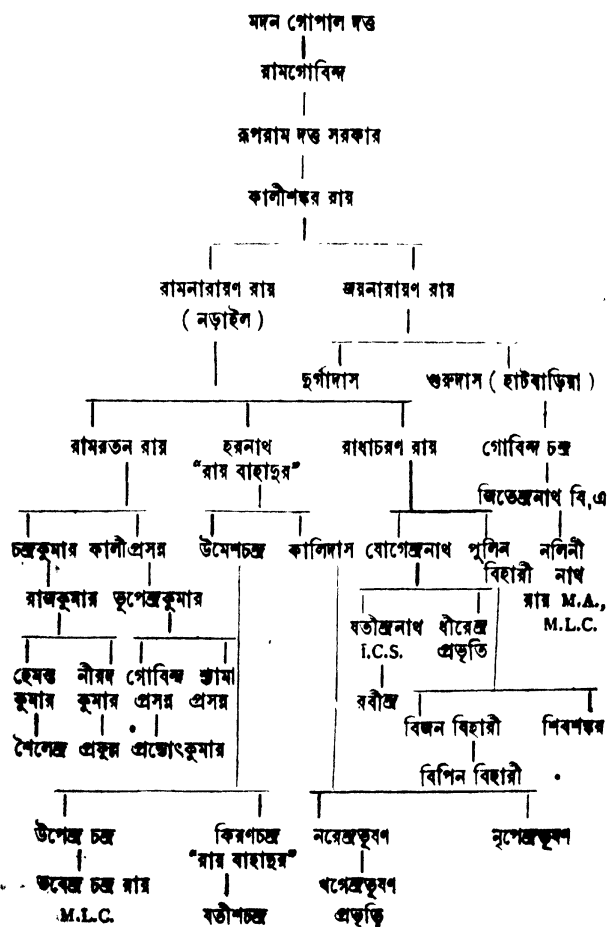 মদন গোপাল দত্ত
রামগোবিন্দ
রূপরাম দত্ত সরকার
কালীশঙ্কর রায়
রামনারায়ণ রায় জয়নারায়ণ রায়
( নড়াইল )
দুর্গাদাস গুরুদাস ( হাটবাড়িয়া )
রামরতন রায় হরনাথ রাধাচরণ রায় গোবিন্দ চন্দ্র
"রায় বাহাদুর"
জিতেন্দ্রনাথ বি,এ
চন্দ্রকুমার কালীপ্রসন্ন উমেশচন্দ্র কালিদাস যোগেন্দ্রনাথ পুলিন নলিনী
বিহারী নাথ
রাজকুমার ভূপেন্দ্রকুমার রায় M.A.,
যতীন্দ্রনাথ ধীরেন্দ্র M.L.C.
I.C.S. প্রভৃতি
হেমন্ত নীরদ গোবিন্দ শ্যামা
কুমার কুমার প্রসন্ন প্রসন্ন
রবীন্দ্র
বিজন বিহারী শিবশঙ্কর
শৈলেন্দ্র প্রফুল্ল প্রদ্যোৎকুমার
বিপিন বিহারী
উপেন্দ্র চন্দ্র কিরণচন্দ্র নরেন্দ্রভূষণ নৃপেন্দ্রভূষণ
"রায় বাহাদুর"
ভবেন্দ্র চন্দ্র রায় খগেন্দ্রভূষণ
M.L.C. যতীশচন্দ্র প্রভৃতি